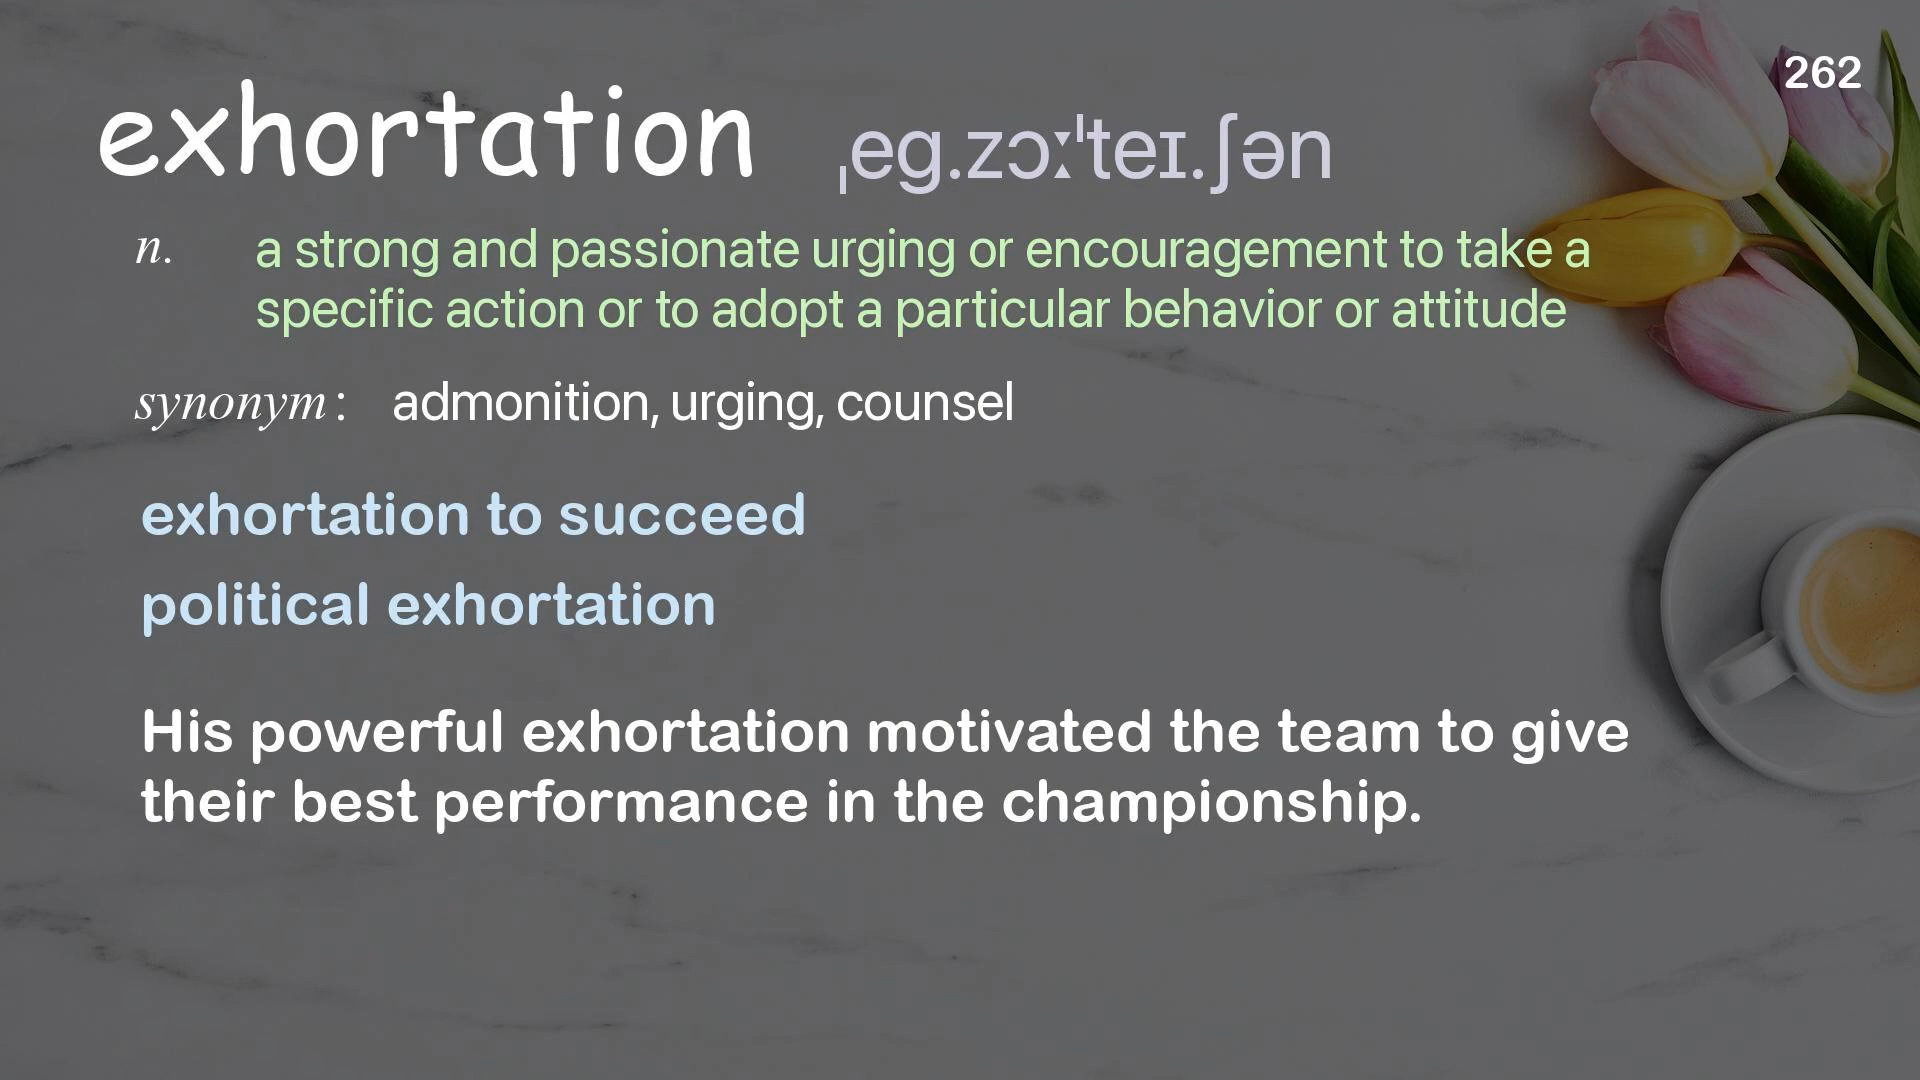 262
exhortation ˌeg.zɔːˈteɪ.ʃən
n. a strong and passionate urging or encouragement to take a
specific action or to adopt a particular behavior or attitude
synonym: admonition, urging, counsel
exhortation to succeed
political exhortation
His powerful exhortation motivated the team to give
their best performance in the championship.